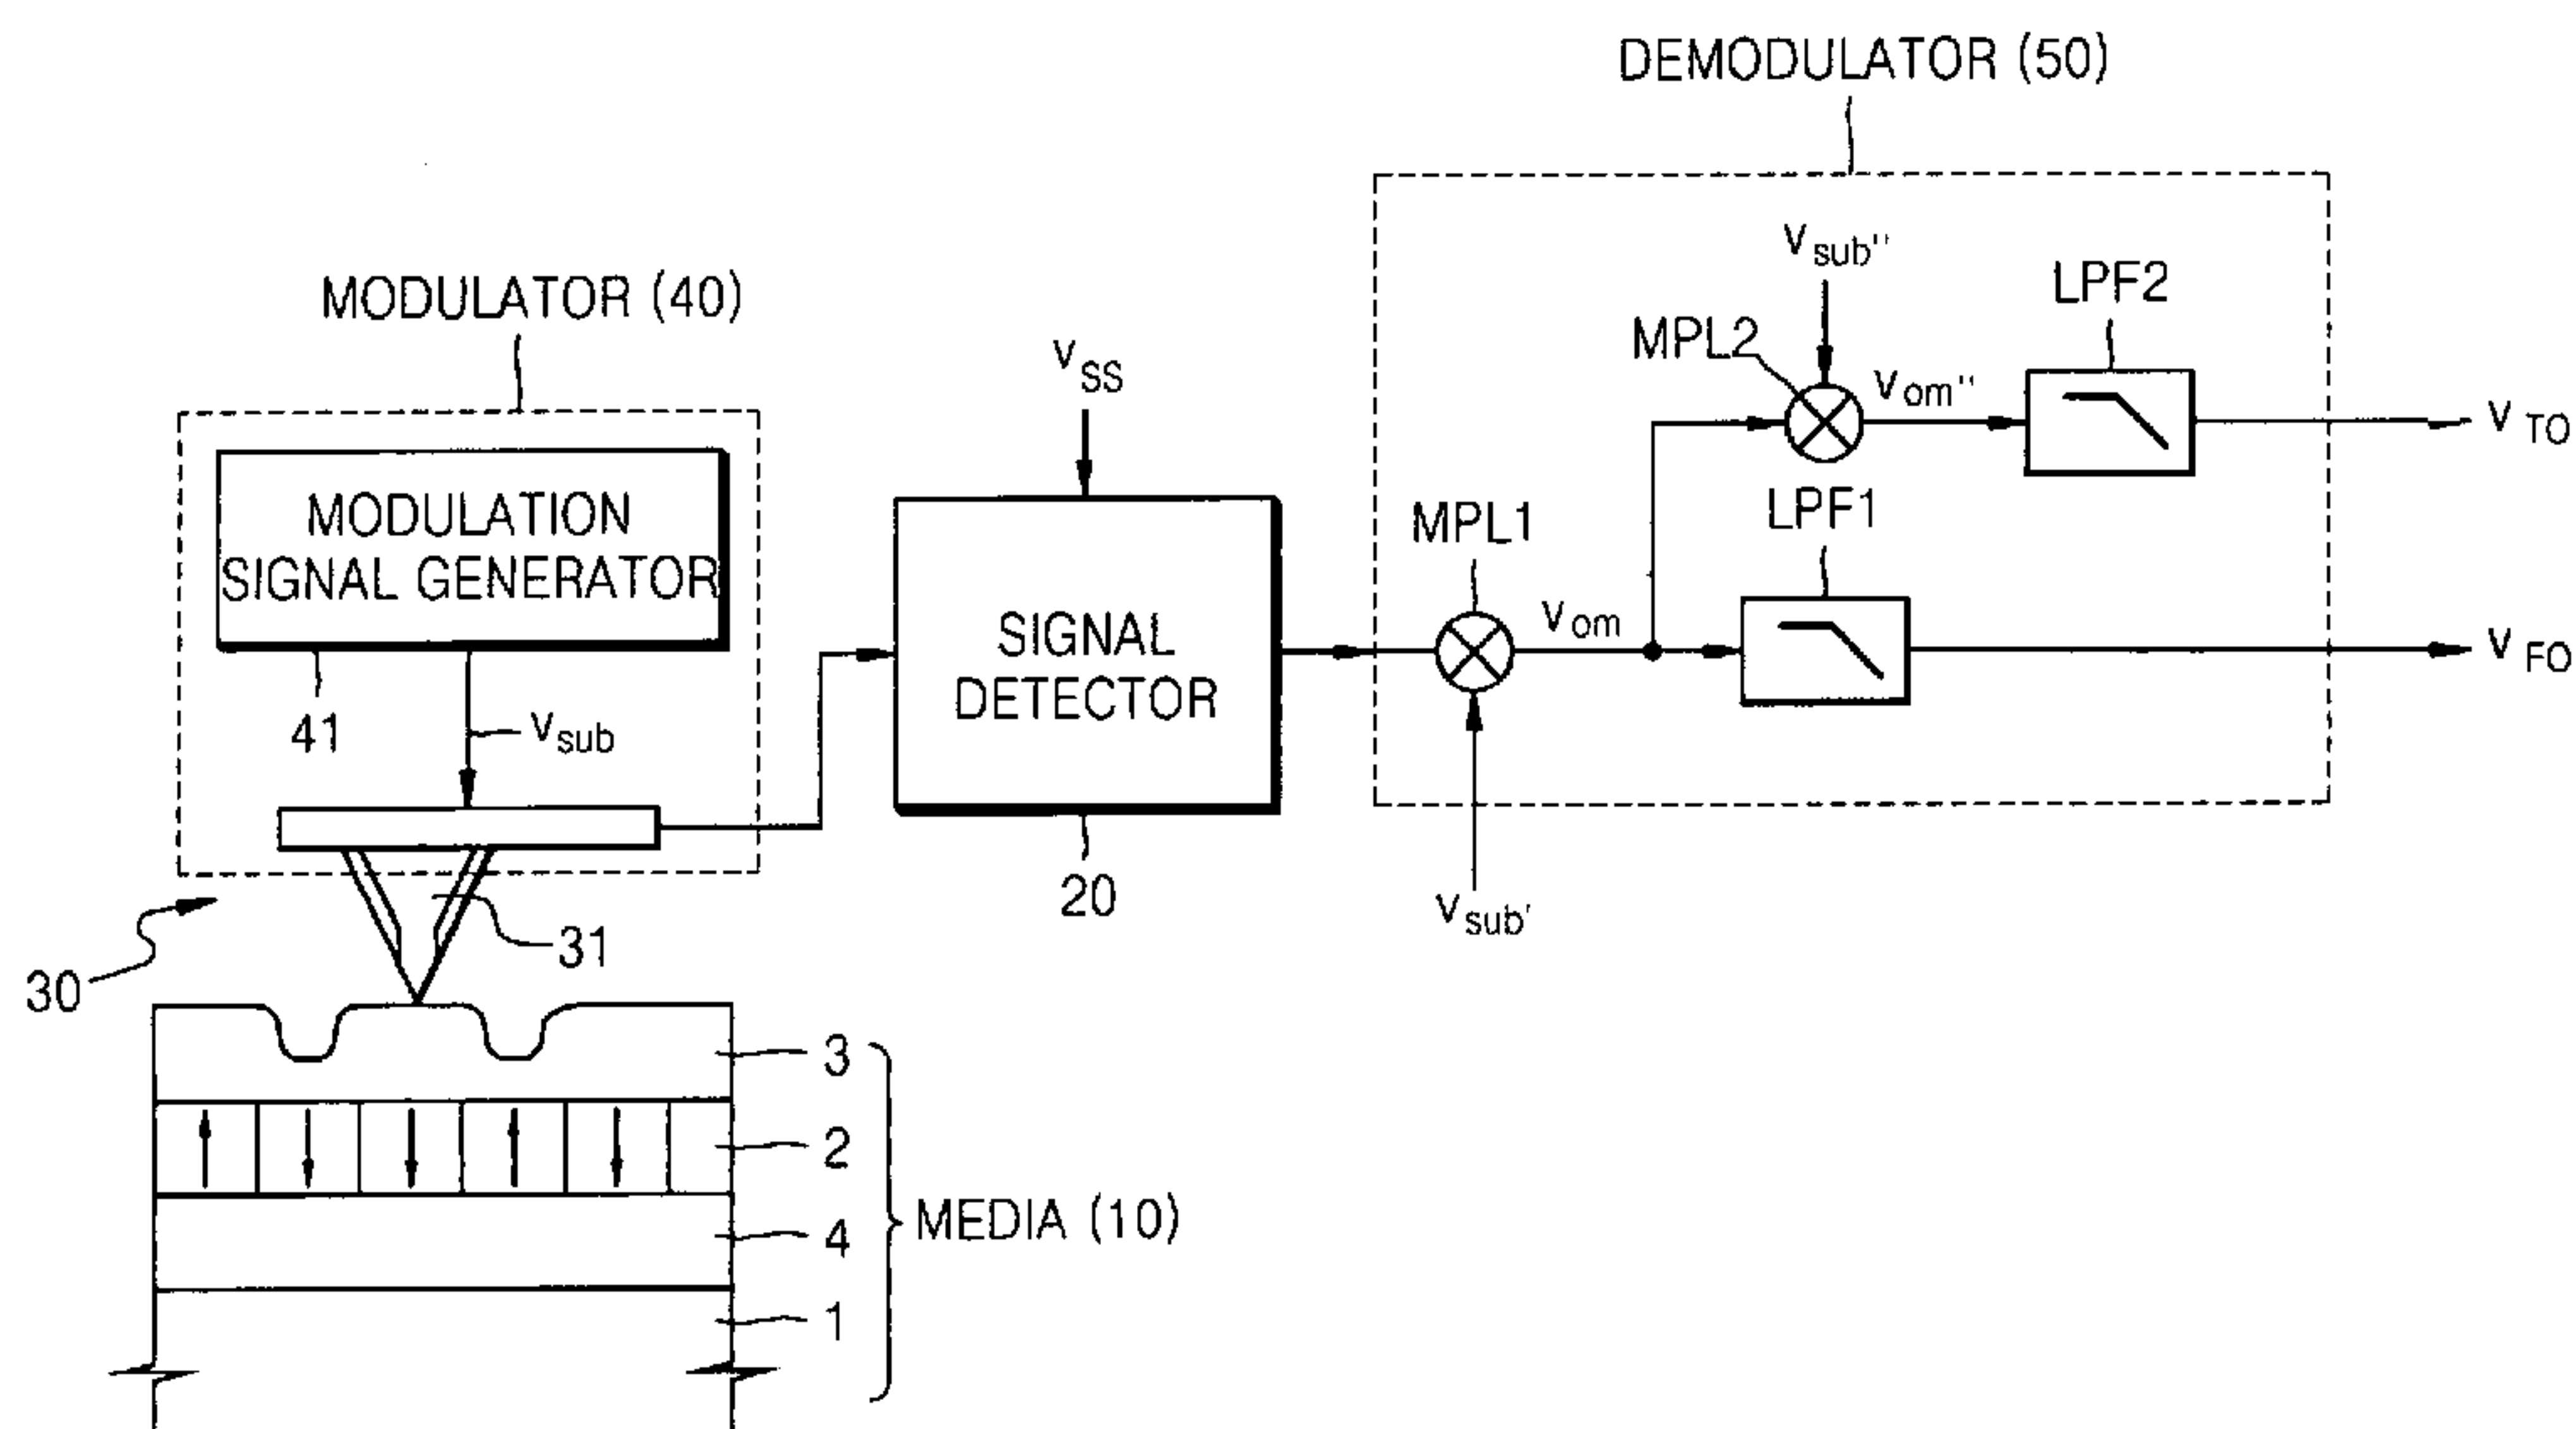 DEMODULATOR (50)
MODULATOR (40)
MODULATION
SIGNAL GENERATOR
41
vsub
vSS
SIGNAL
DETECTOR
20
vsub''
MPL2
vom''
LPF2
vTO
MPL1
vom
LPF1
vFO
vsub'
30
31
3
2
4
1
MEDIA (10)